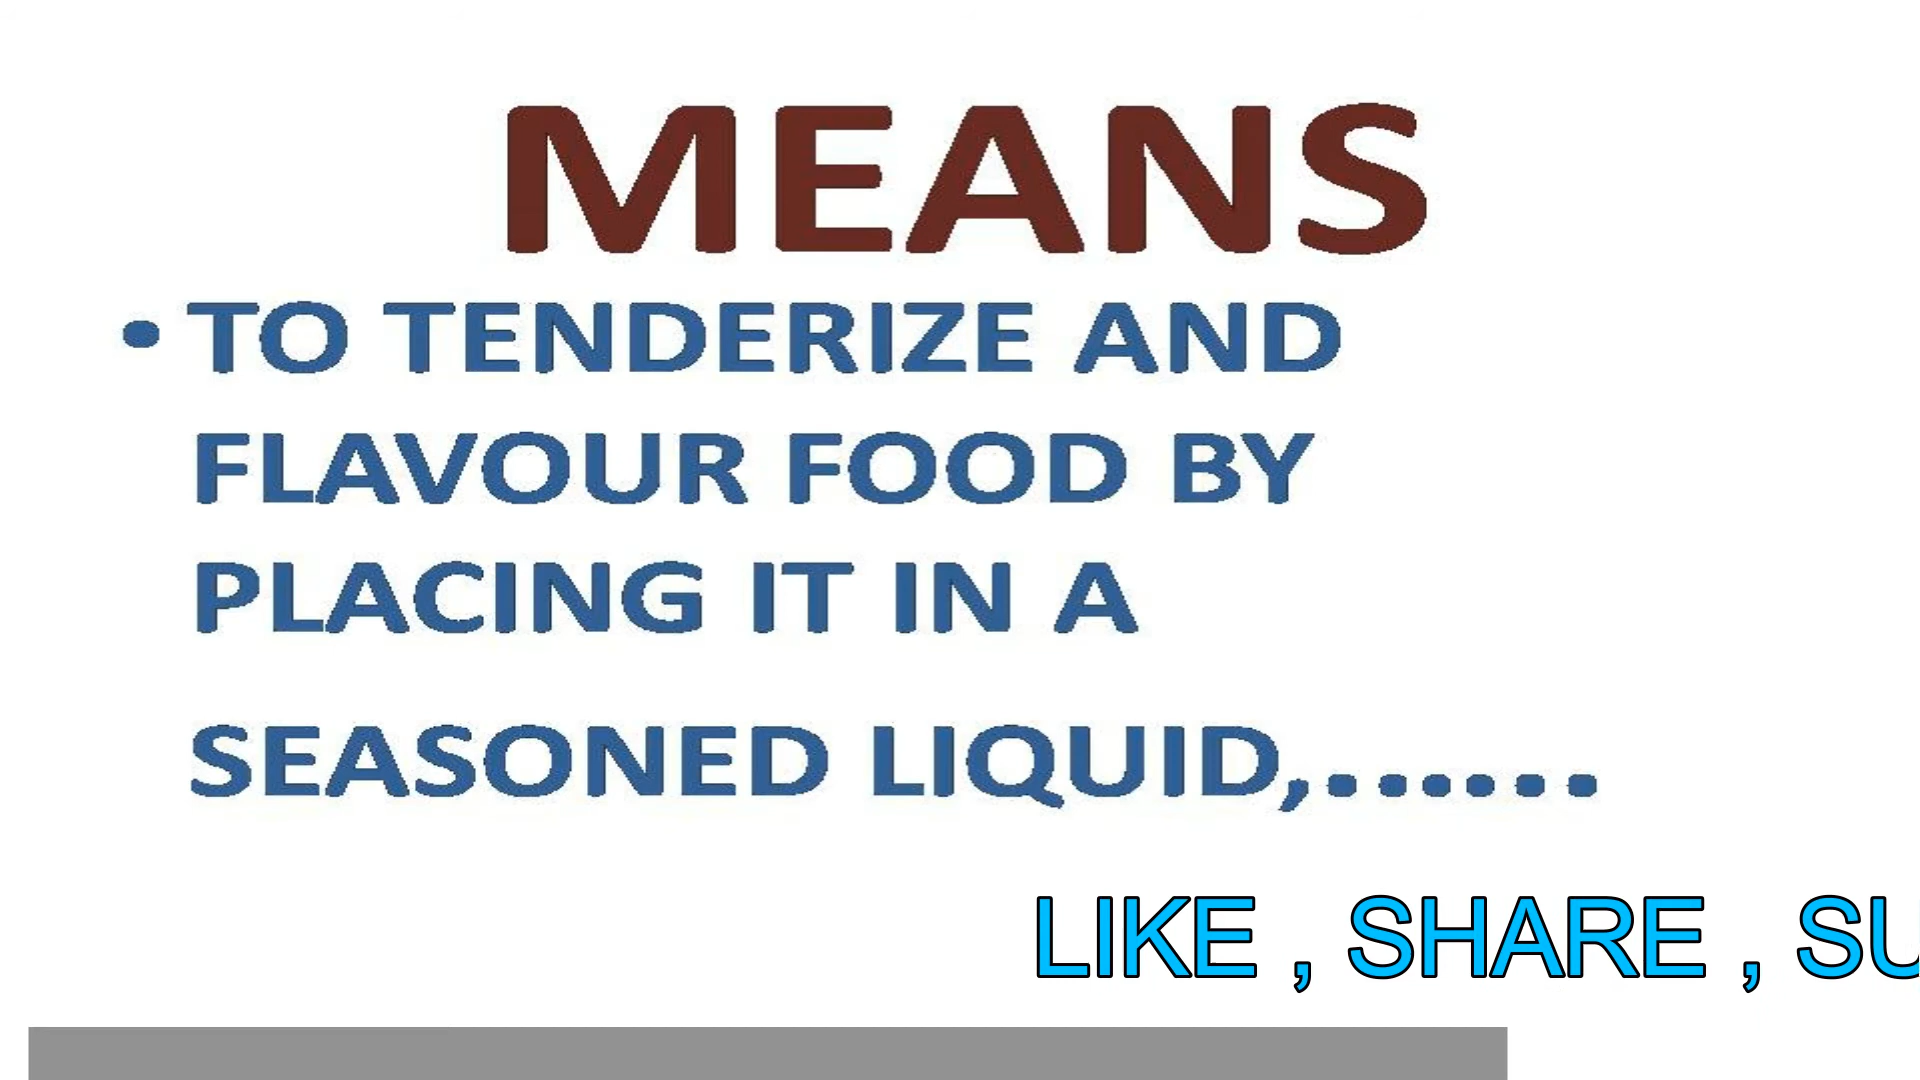 MEANS
• TO TENDERIZE AND
FLAVOUR FOOD BY
PLACING IT IN A
SEASONED LIQUID,......
LIKE , SHARE , SU